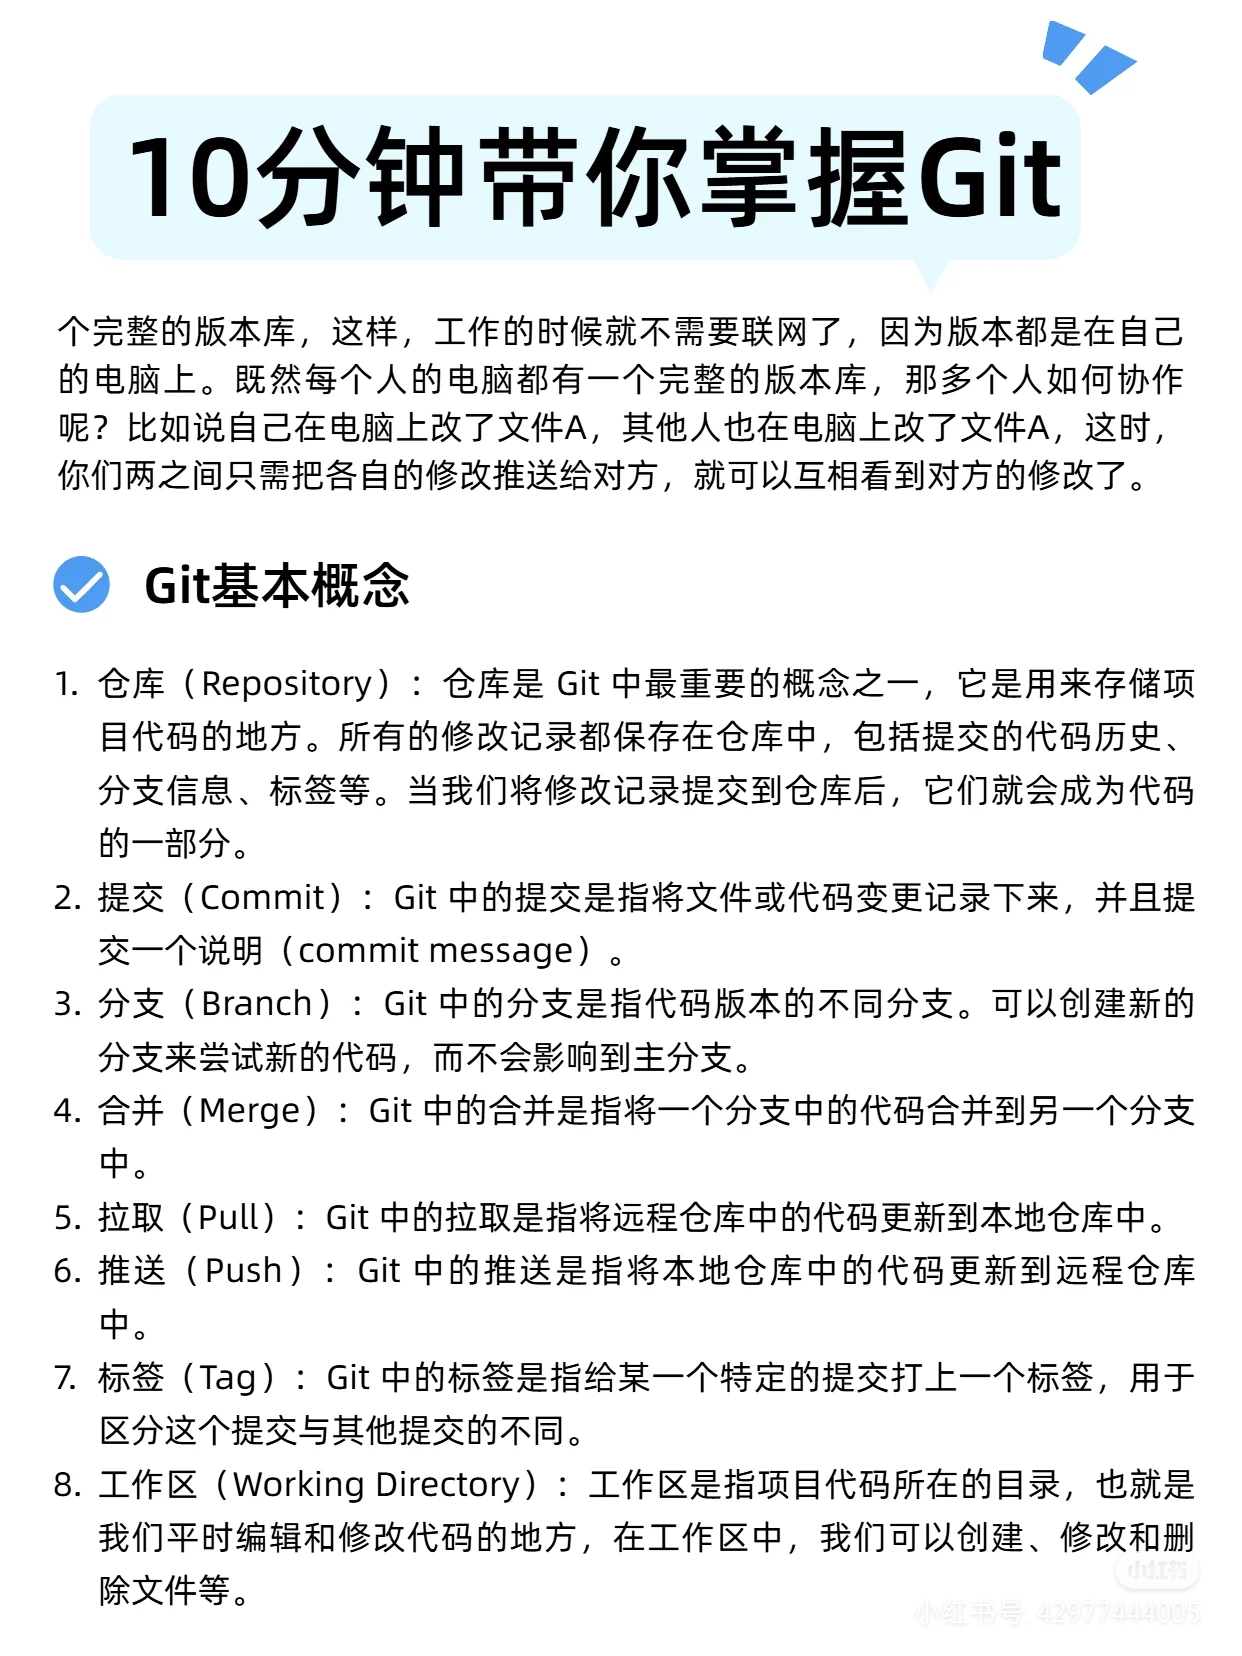 10分钟带你掌握Git
个完整的版本库，这样，工作的时候就不需要联网了，因为版本都是在自己
的电脑上。既然每个人的电脑都有一个完整的版本库，那多个人如何协作
呢？比如说自己在电脑上改了文件A，其他人也在电脑上改了文件A，这时，
你们两之间只需把各自的修改推送给对方，就可以互相看到对方的修改了。
Git基本概念
1. 仓库（Repository）：仓库是 Git 中最重要的概念之一，它是用来存储项
目代码的地方。所有的修改记录都保存在仓库中，包括提交的代码历史、
分支信息、标签等。当我们将修改记录提交到仓库后，它们就会成为代码
的一部分。
2. 提交（Commit）：Git 中的提交是指将文件或代码变更记录下来，并且提
交一个说明（commit message）。
3. 分支（Branch）：Git 中的分支是指代码版本的不同分支。可以创建新的
分支来尝试新的代码，而不会影响到主分支。
4. 合并（Merge）：Git 中的合并是指将一个分支中的代码合并到另一个分支
中。
5. 拉取（Pull）：Git 中的拉取是指将远程仓库中的代码更新到本地仓库中。
6. 推送（Push）：Git 中的推送是指将本地仓库中的代码更新到远程仓库
中。
7. 标签（Tag）：Git 中的标签是指给某一个特定的提交打上一个标签，用于
区分这个提交与其他提交的不同。
8. 工作区（Working Directory）：工作区是指项目代码所在的目录，也就是
我们平时编辑和修改代码的地方，在工作区中，我们可以创建、修改和删
除文件等。
小红书
小红书号: 42977444005